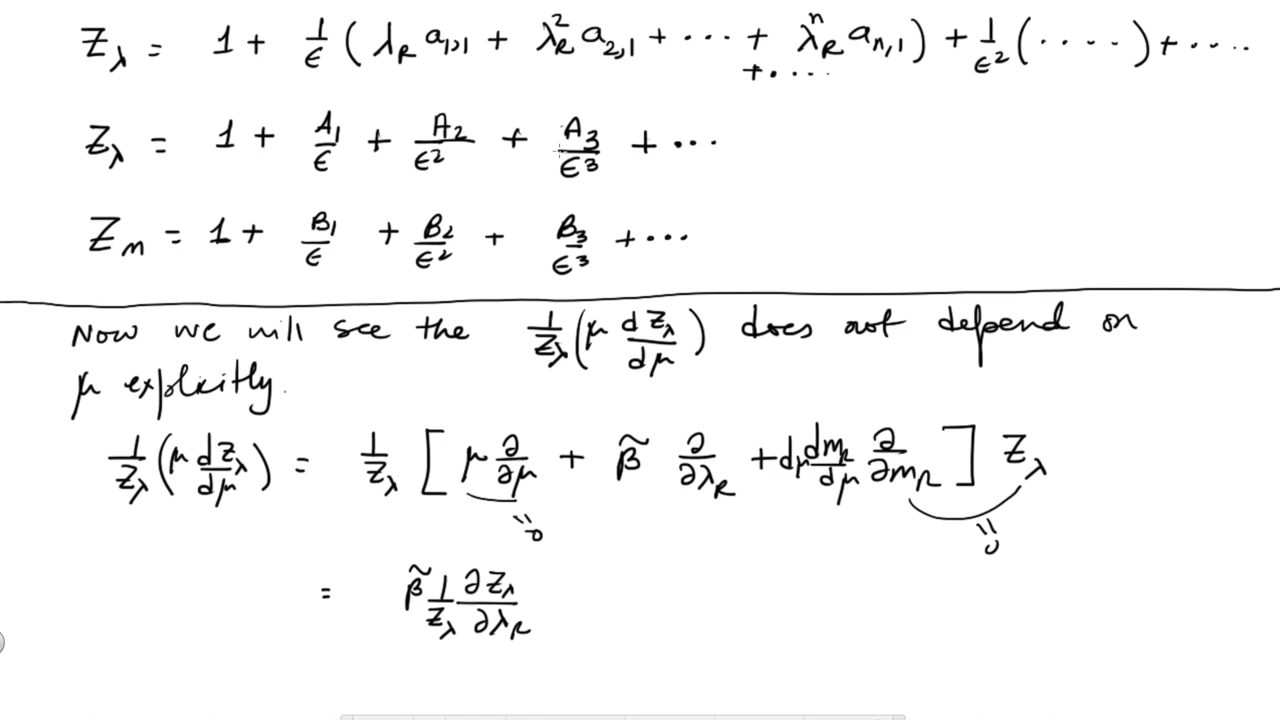 Z_λ = 1 + 1/ϵ ( λ_R a_{1,1} + λ_R^2 a_{2,1} + ··· + λ_R^n a_{n,1} ) + 1/ϵ^2 (·····) + ····
+ ····
Z_λ = 1 + A_1/ϵ + A_2/ϵ^2 + A_3/ϵ^3 + ···
Z_m = 1 + B_1/ϵ + B_2/ϵ^2 + B_3/ϵ^3 + ···
Now we will see the 1/Z_λ ( μ dZ_λ/dμ ) does not depend on
μ explicitly.
1/Z_λ ( μ dZ_λ/dμ ) = 1/Z_λ [ μ ∂/∂μ + β̃ ∂/∂λ_R + dμ dm_R/dμ ∂/∂m_R ] Z_λ
=0 =0
= β̃ 1/Z_λ ∂Z_λ/∂λ_R